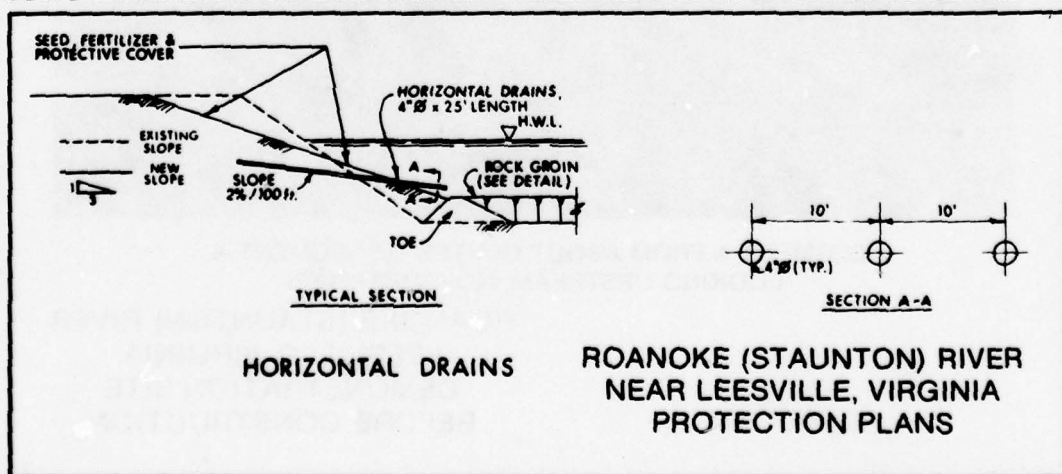 SEED, FERTILIZER &
PROTECTIVE COVER
HORIZONTAL DRAINS,
4"Ø x 25' LENGTH
H.W.L.
EXISTING
SLOPE
NEW
SLOPE
1
SLOPE
2%/100 ft.
A
ROCK GROIN
(SEE DETAIL)
TOE
TYPICAL SECTION
HORIZONTAL DRAINS
10'
10'
4"Ø (TYP.)
SECTION A-A
ROANOKE (STAUNTON) RIVER
NEAR LEESVILLE, VIRGINIA
PROTECTION PLANS